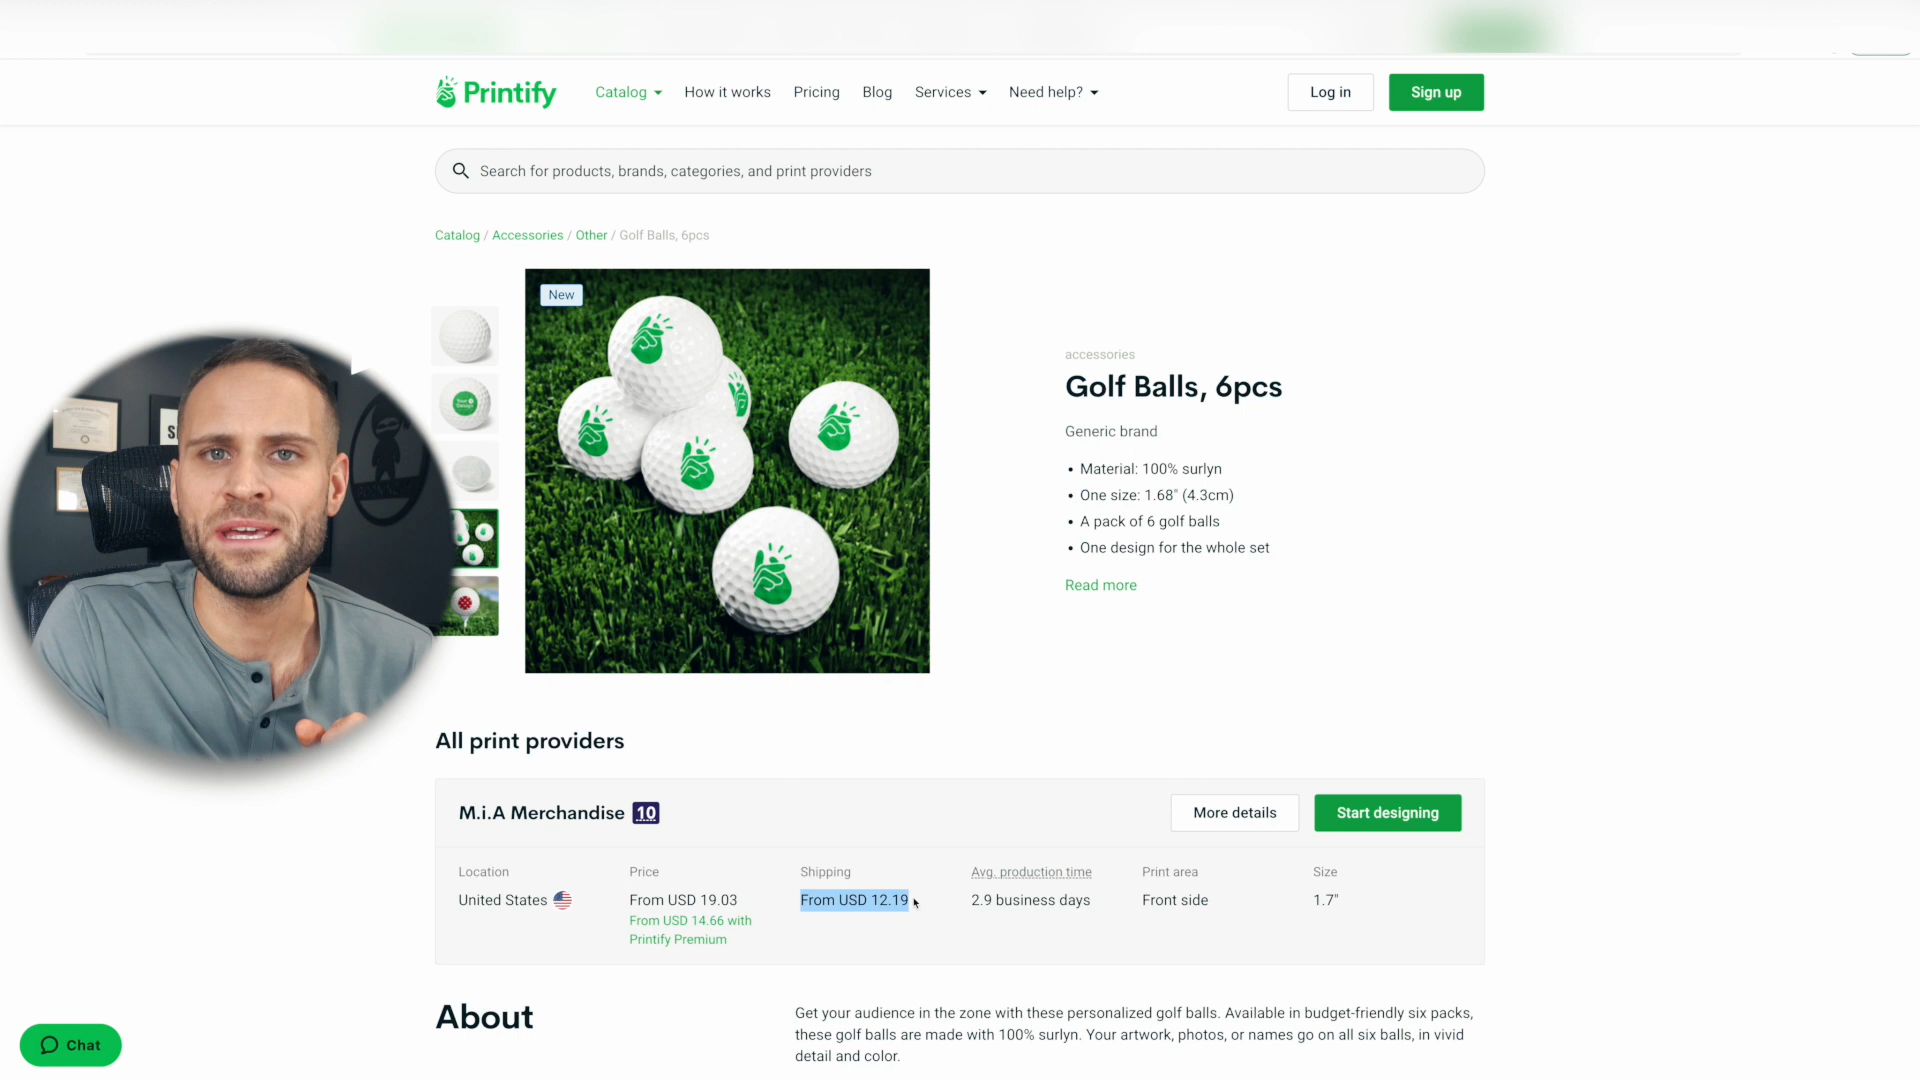 Printify
Catalog
How it works
Pricing
Blog
Services
Need help?
Log in
Sign up
Search for products, brands, categories, and print providers
Catalog / Accessories / Other / Golf Balls, 6pcs
New
accessories
Golf Balls, 6pcs
Generic brand
• Material: 100% surlyn
• One size: 1.68" (4.3cm)
• A pack of 6 golf balls
• One design for the whole set
Read more
All print providers
M.i.A Merchandise 10
More details
Start designing
Location
Price
Shipping
Avg. production time
Print area
Size
United States
From USD 19.03
From USD 12.19
2.9 business days
Front side
1.7"
From USD 14.66 with
Printify Premium
About
Get your audience in the zone with these personalized golf balls. Available in budget-friendly six packs,
these golf balls are made with 100% surlyn. Your artwork, photos, or names go on all six balls, in vivid
detail and color.
Chat